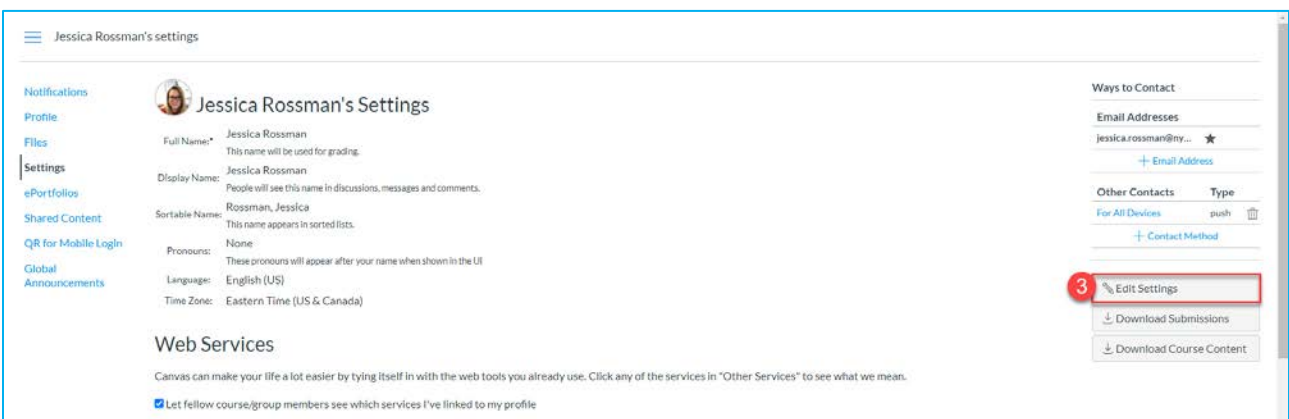 Jessica Rossman's settings
Notifications
Profile
Files
Settings
ePortfolios
Shared Content
QR for Mobile Login
Global
Announcements
Jessica Rossman's Settings
Full Name:* Jessica Rossman
This name will be used for grading.
Display Name: Jessica Rossman
People will see this name in discussions, messages and comments.
Sortable Name: Rossman, Jessica
This name appears in sorted lists.
Pronouns: None
These pronouns will appear after your name when shown in the UI
Language: English (US)
Time Zone: Eastern Time (US & Canada)
Web Services
Canvas can make your life a lot easier by tying itself in with the web tools you already use. Click any of the services in "Other Services" to see what we mean.
Let fellow course/group members see which services I've linked to my profile
Ways to Contact
Email Addresses
jessica.rossman@ny... ★
+ Email Address
Other Contacts Type
For All Devices push
+ Contact Method
3 Edit Settings
Download Submissions
Download Course Content